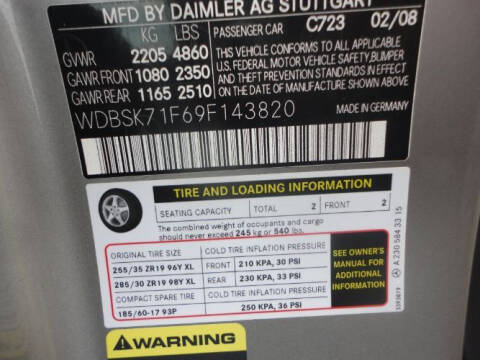 MFD BY DAIMLER AG STUTTGART
KG LBS PASSENGER CAR C723 02/08
GVWR 2205 4860
GAWR FRONT 1080 2350
GAWR REAR 1165 2510
THIS VEHICLE CONFORMS TO ALL APPLICABLE
U.S. FEDERAL MOTOR VEHICLE SAFETY, BUMPER
AND THEFT PREVENTION STANDARDS IN EFFECT
ON THE DATE OF MANUFACTURE SHOWN ABOVE.
WDBSK71F69F143820
TIRE AND LOADING INFORMATION
SEATING CAPACITY TOTAL 2 FRONT 2
The combined weight of occupants and cargo
should never exceed 245 kg or 540 lbs.
ORIGINAL TIRE SIZE COLD TIRE INFLATION PRESSURE
255/35 ZR19 96Y XL FRONT 210 KPA, 30 PSI
285/30 ZR19 98Y XL REAR 230 KPA, 33 PSI
COMPACT SPARE TIRE COLD TIRE INFLATION PRESSURE
185/60-17 93P 250 KPA, 36 PSI
SEE OWNER'S
MANUAL FOR
ADDITIONAL
INFORMATION
A 230 584 33 15
WARNING